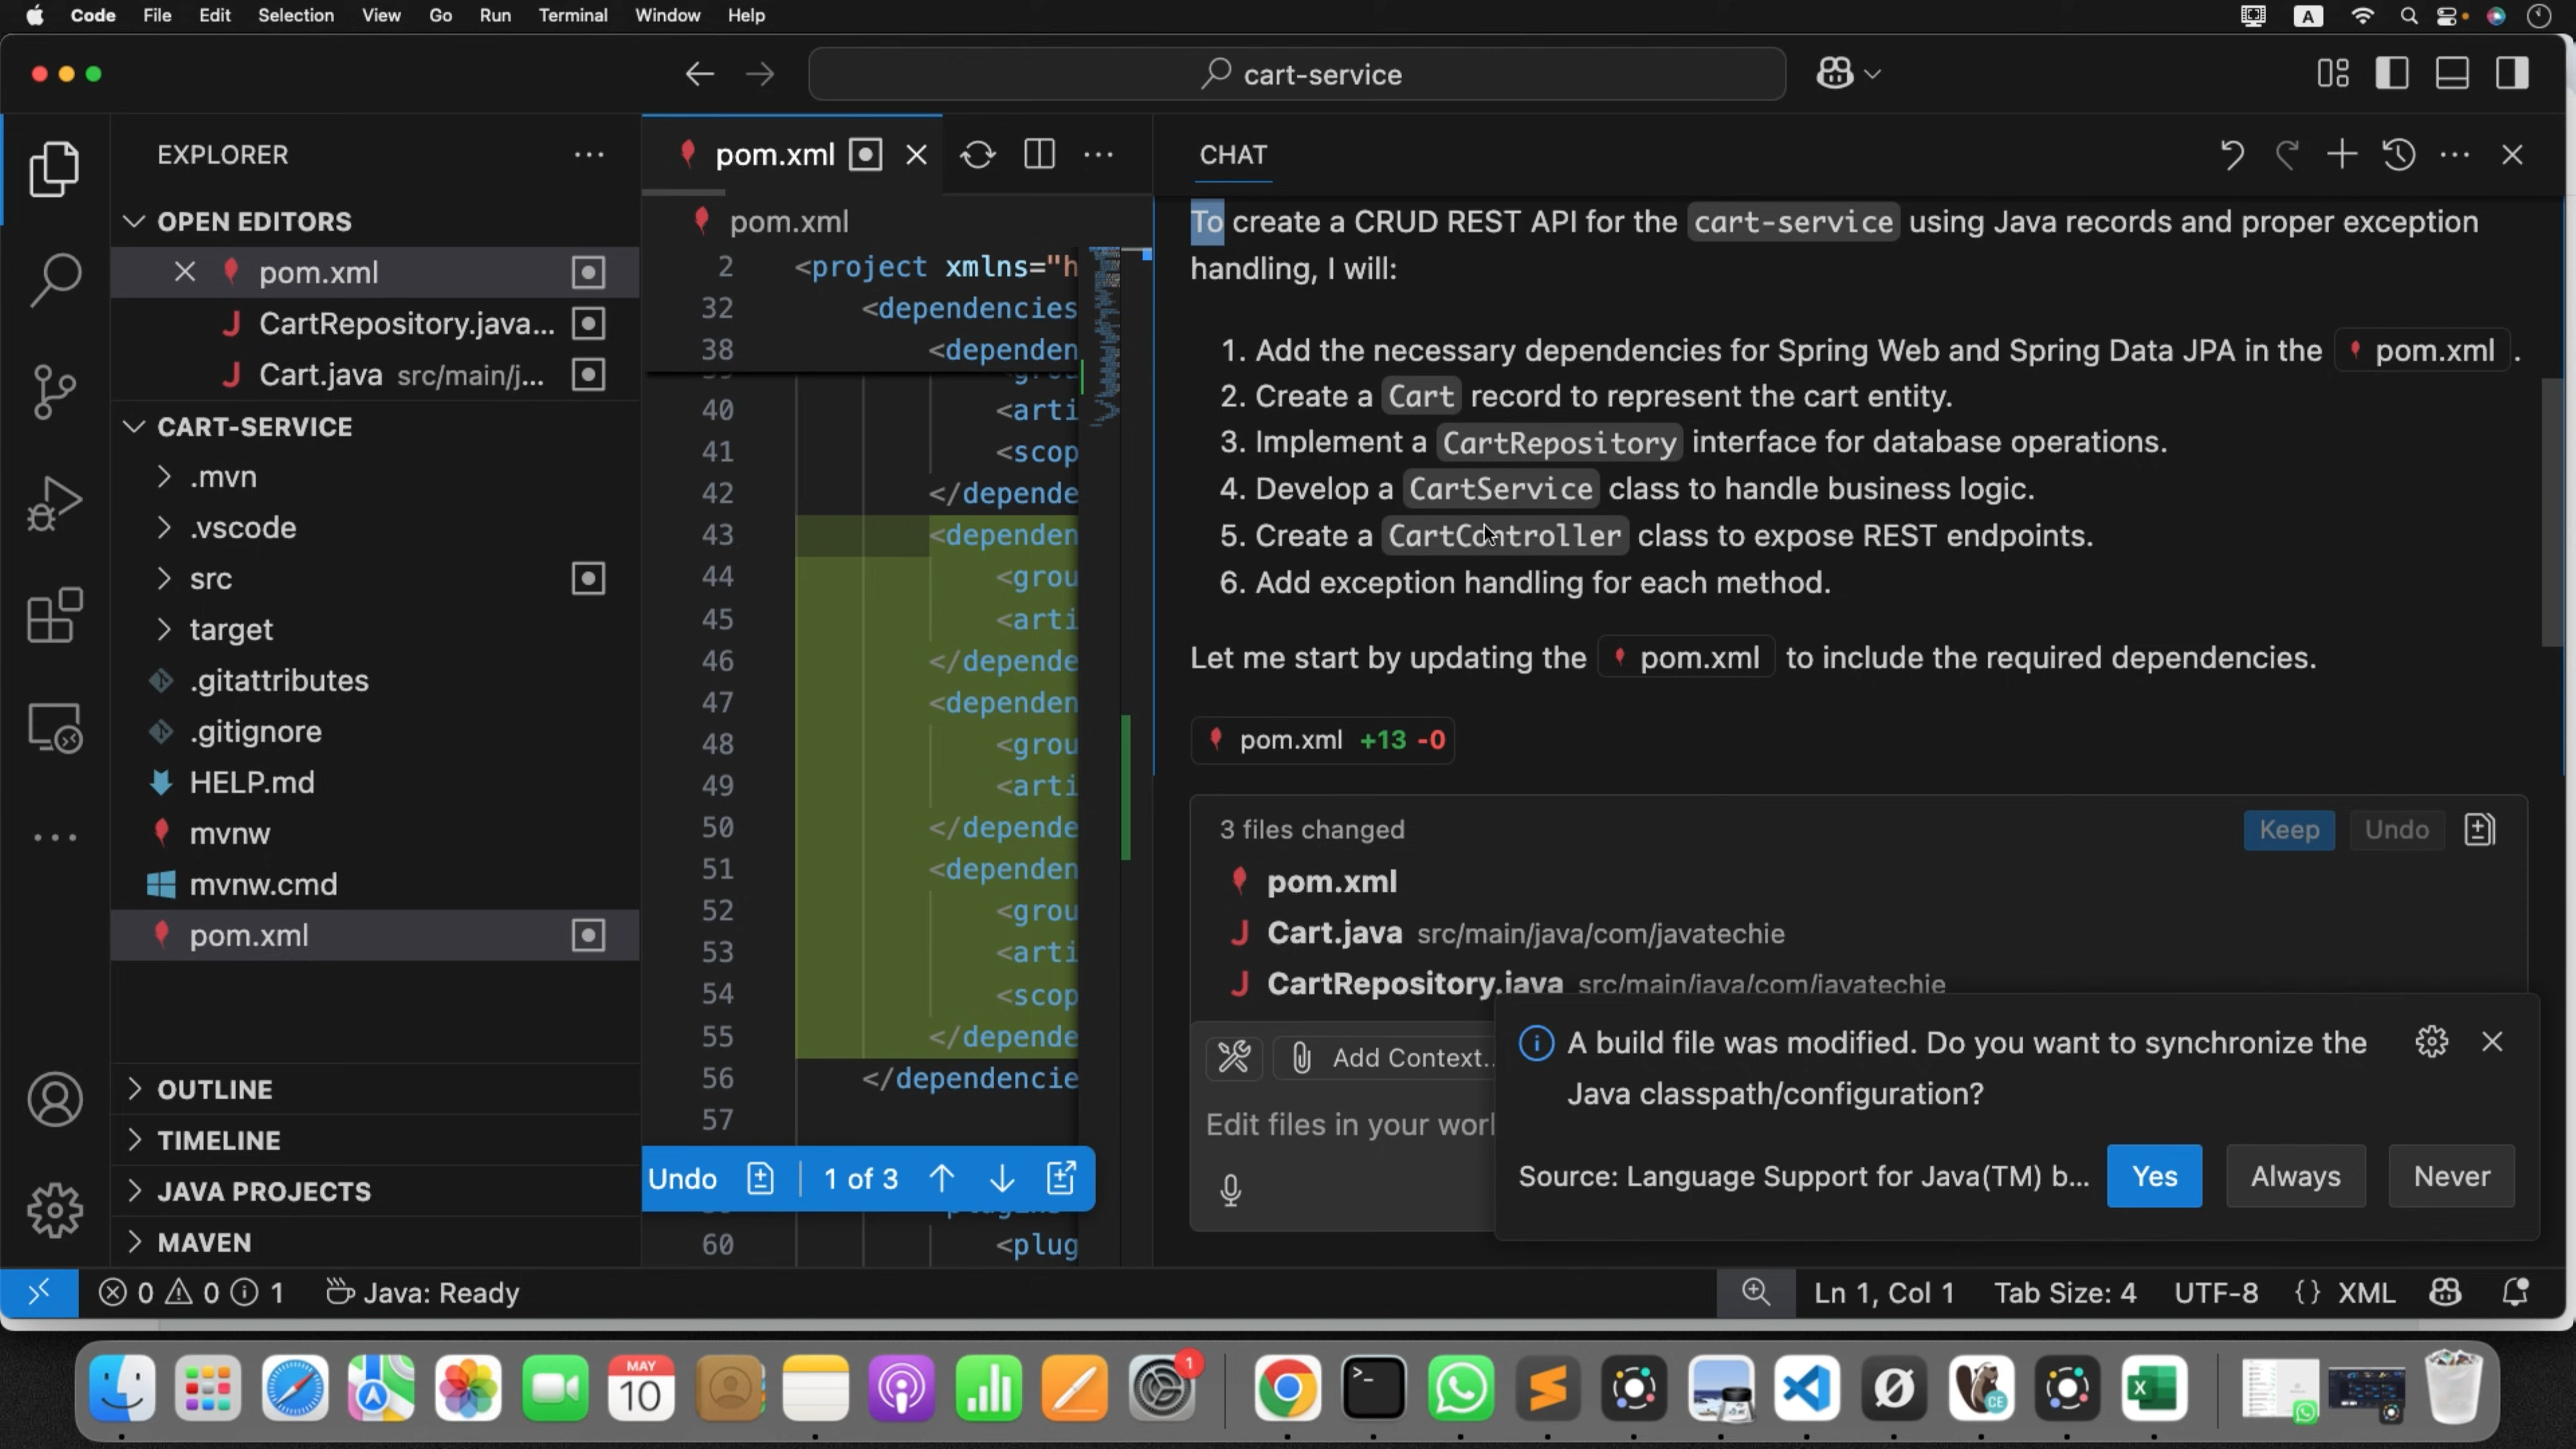 Code File Edit Selection View Go Run Terminal Window Help
A
cart-service
EXPLORER
OPEN EDITORS
pom.xml
CartRepository.java...
Cart.java src/main/j...
CART-SERVICE
.mvn
.vscode
src
target
.gitattributes
.gitignore
HELP.md
mvnw
mvnw.cmd
pom.xml
OUTLINE
TIMELINE
JAVA PROJECTS
MAVEN
pom.xml
pom.xml
2 <project xmlns="h
32 <dependencies
38 <dependen
40 <arti
41 <scop
42 </depende
43 <dependen
44 <grou
45 <arti
46 </depende
47 <dependen
48 <grou
49 <arti
50 </depende
51 <dependen
52 <grou
53 <arti
54 <scop
55 </depende
56 </dependencie
57
Undo 1 of 3
60 <plug
CHAT
To create a CRUD REST API for the cart-service using Java records and proper exception
handling, I will:
1. Add the necessary dependencies for Spring Web and Spring Data JPA in the pom.xml .
2. Create a Cart record to represent the cart entity.
3. Implement a CartRepository interface for database operations.
4. Develop a CartService class to handle business logic.
5. Create a CartController class to expose REST endpoints.
6. Add exception handling for each method.
Let me start by updating the pom.xml to include the required dependencies.
pom.xml +13 -0
3 files changed Keep Undo
pom.xml
Cart.java src/main/java/com/javatechie
CartRepository.java src/main/java/com/javatechie
Add Context..
Edit files in your worl
A build file was modified. Do you want to synchronize the
Java classpath/configuration?
Source: Language Support for Java(TM) b... Yes Always Never
0 0 1 Java: Ready Ln 1, Col 1 Tab Size: 4 UTF-8 {} XML
MAY
10
1
CE